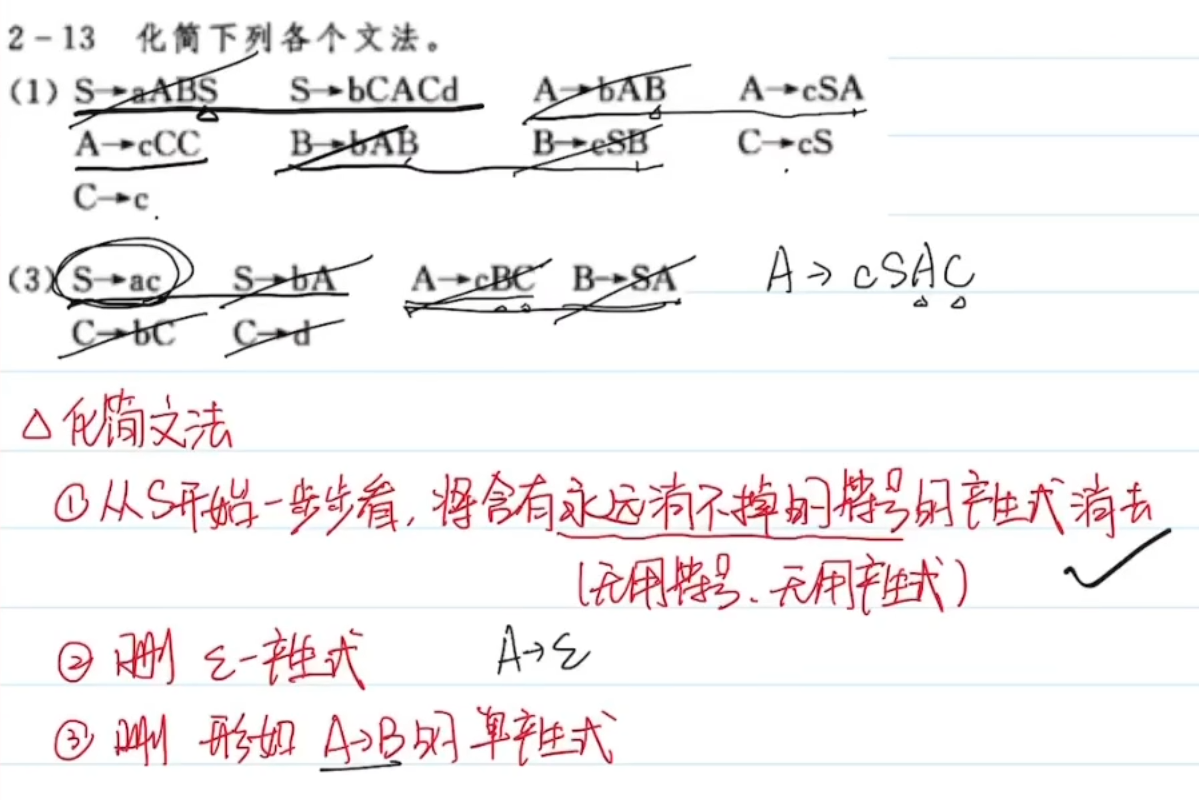 2-13 化简下列各个文法。
(1) S→aABS S→bCACd A→bAB A→cSA
A→cCC B→bAB B→cSB C→cS
C→c
(3) S→ac S→bA A→cBC B→SA A→cSAC
C→bC C→d
△化简文法
①从S开始一步步看,将含有永远消不掉的符号的产生式消去
(无用符号、无用产生式)
② 删 ε-产生式 A→ε
③ 删 形如 A→B的 单产生式